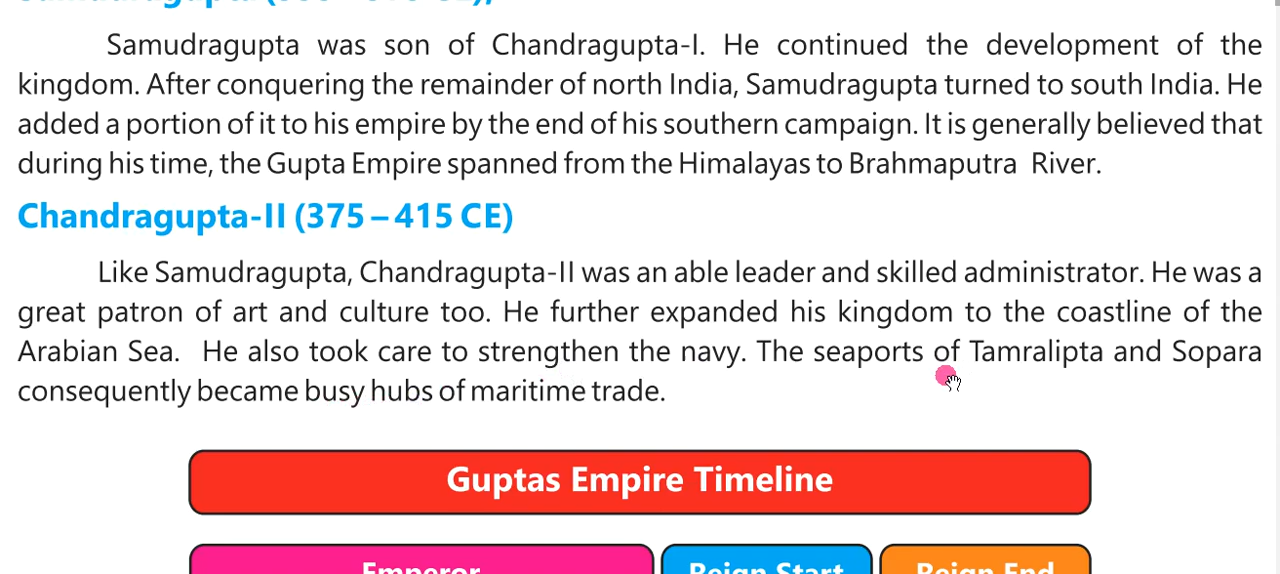 Samudragupta was son of Chandragupta-I. He continued the development of the
kingdom. After conquering the remainder of north India, Samudragupta turned to south India. He
added a portion of it to his empire by the end of his southern campaign. It is generally believed that
during his time, the Gupta Empire spanned from the Himalayas to Brahmaputra River.
Chandragupta-II (375 – 415 CE)
Like Samudragupta, Chandragupta-II was an able leader and skilled administrator. He was a
great patron of art and culture too. He further expanded his kingdom to the coastline of the
Arabian Sea. He also took care to strengthen the navy. The seaports of Tamralipta and Sopara
consequently became busy hubs of maritime trade.
Guptas Empire Timeline
Emperor Reign Start Reign End